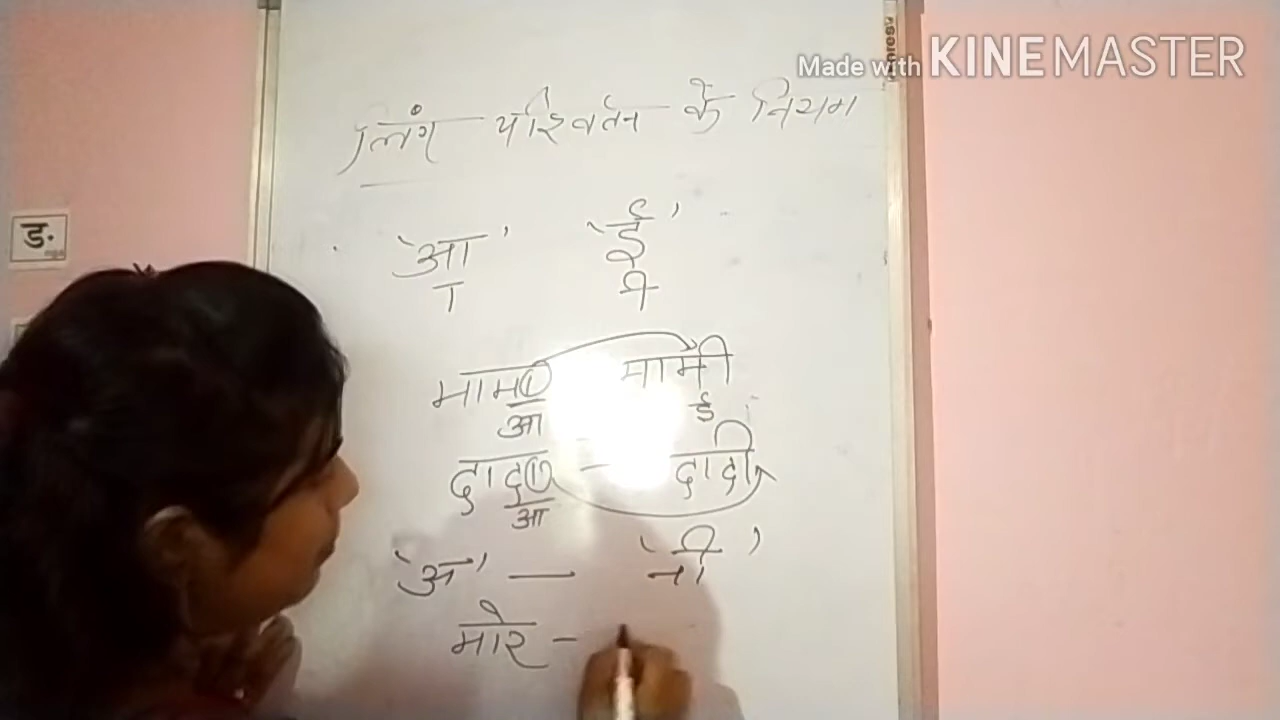 Made with KINEMASTER
लिंग परिवर्तन के नियम
ङ
'आ' 'ई'
ा ी
मामा मामी
आ ई
दादा - दादी
आ
'अ' — 'नी'
मोर -